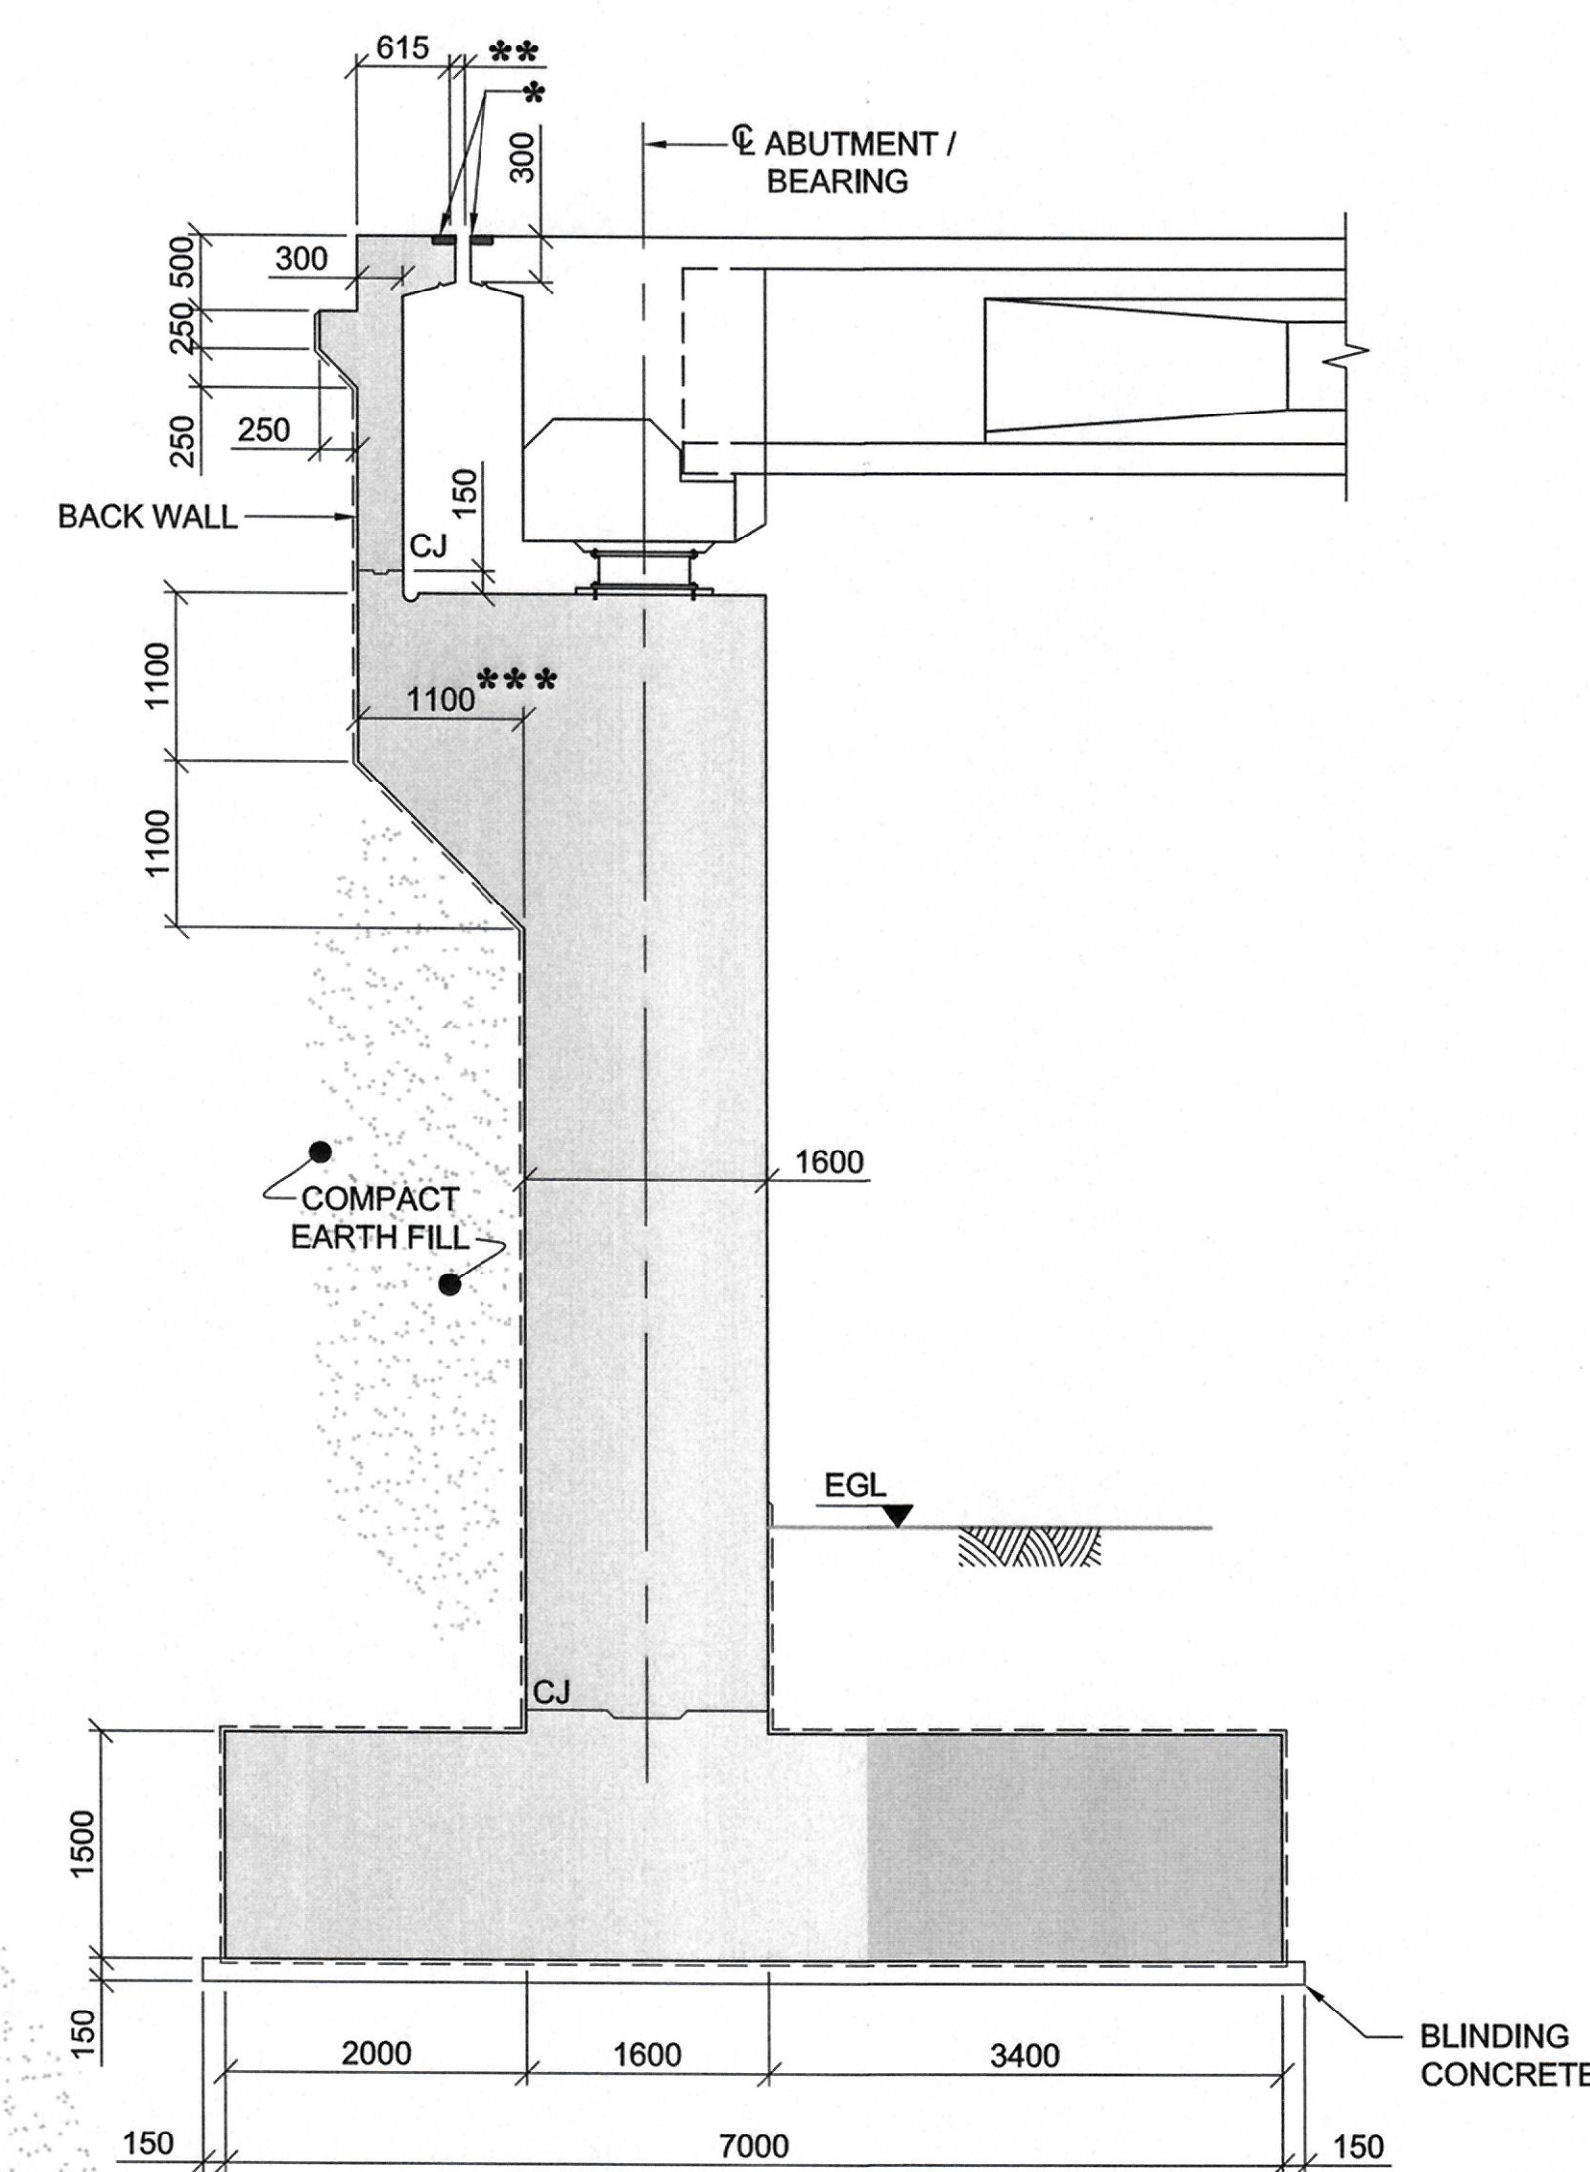 615 **
*
300
℄ ABUTMENT /
BEARING
500
300
250
250
250
150
BACK WALL
CJ
1100
***
1100
1100
1600
COMPACT
EARTH FILL
EGL
CJ
1500
150
2000 1600 3400
BLINDING
CONCRETE
150 7000 150